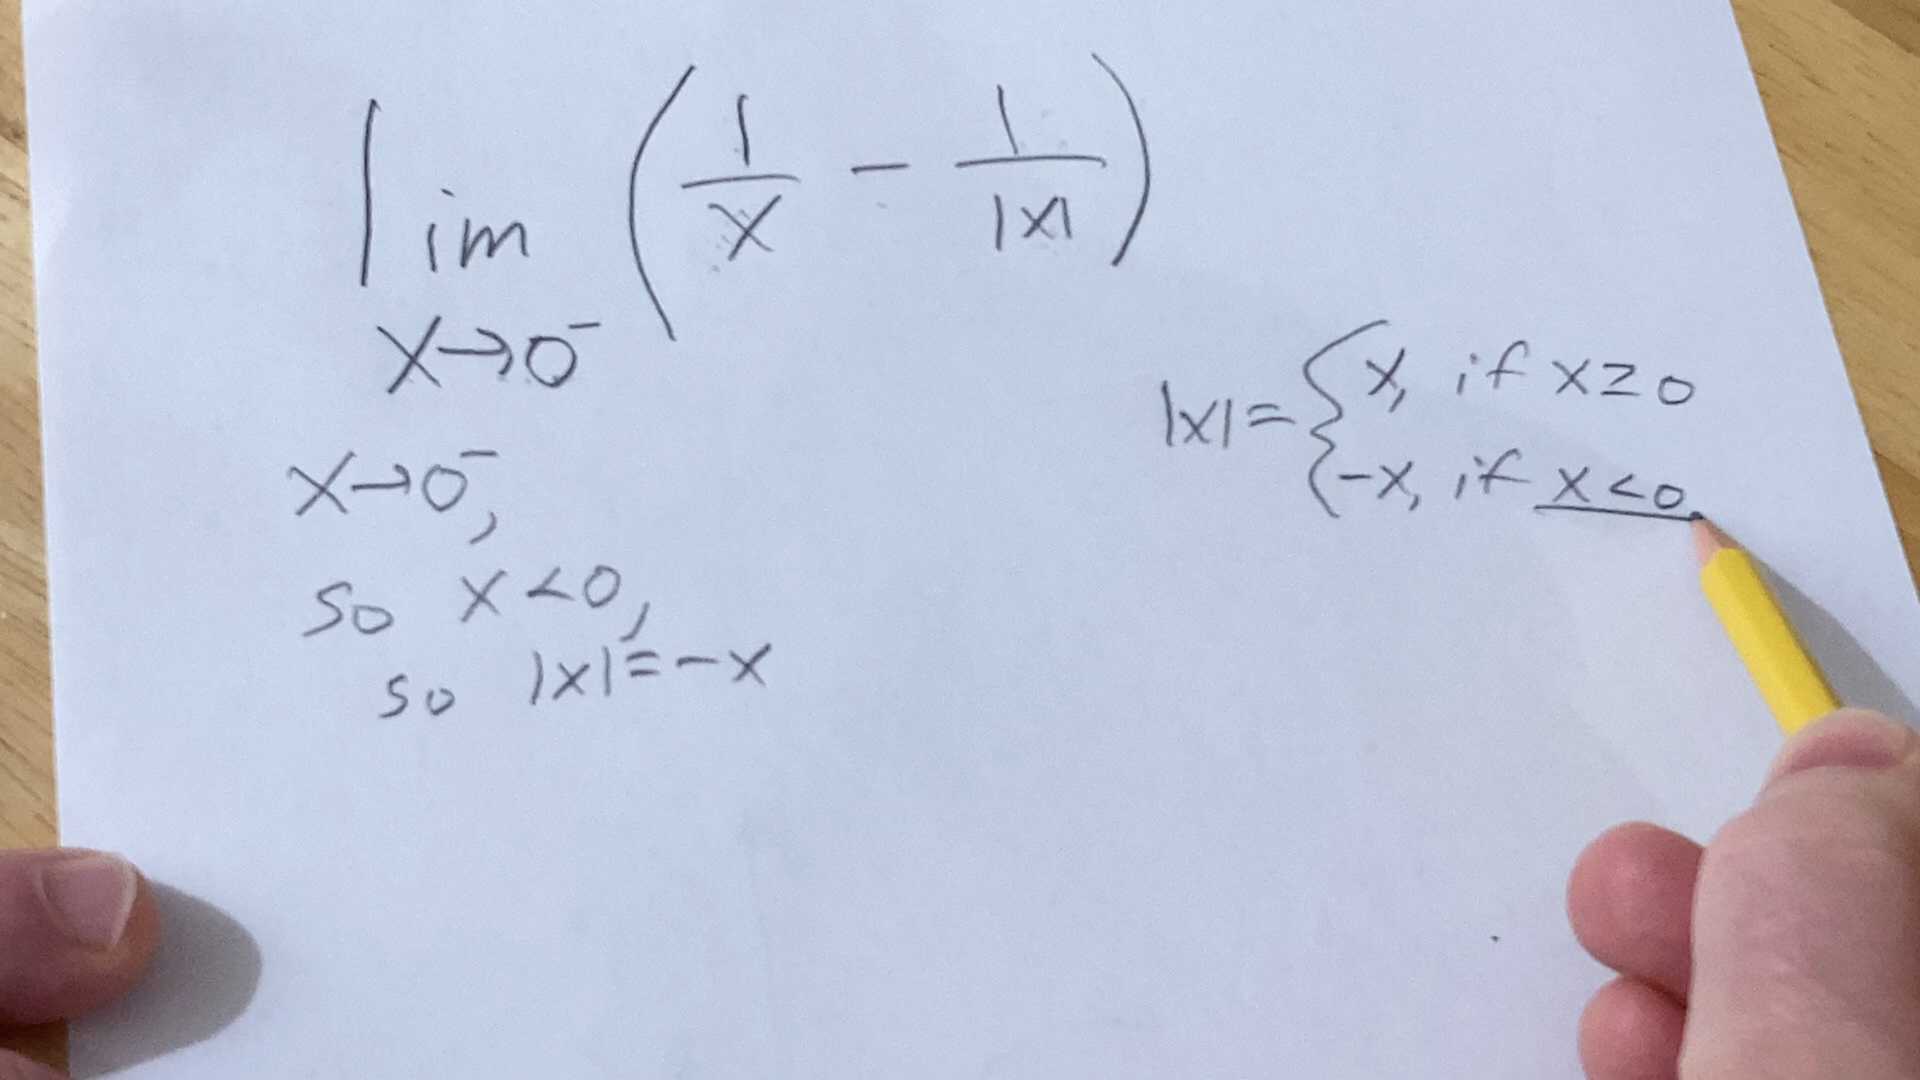 lim (1/x - 1/|x|)
x→0⁻
|x| = { x, if x ≥ 0
-x, if x < 0
x→0⁻,
so x < 0,
so |x| = -x